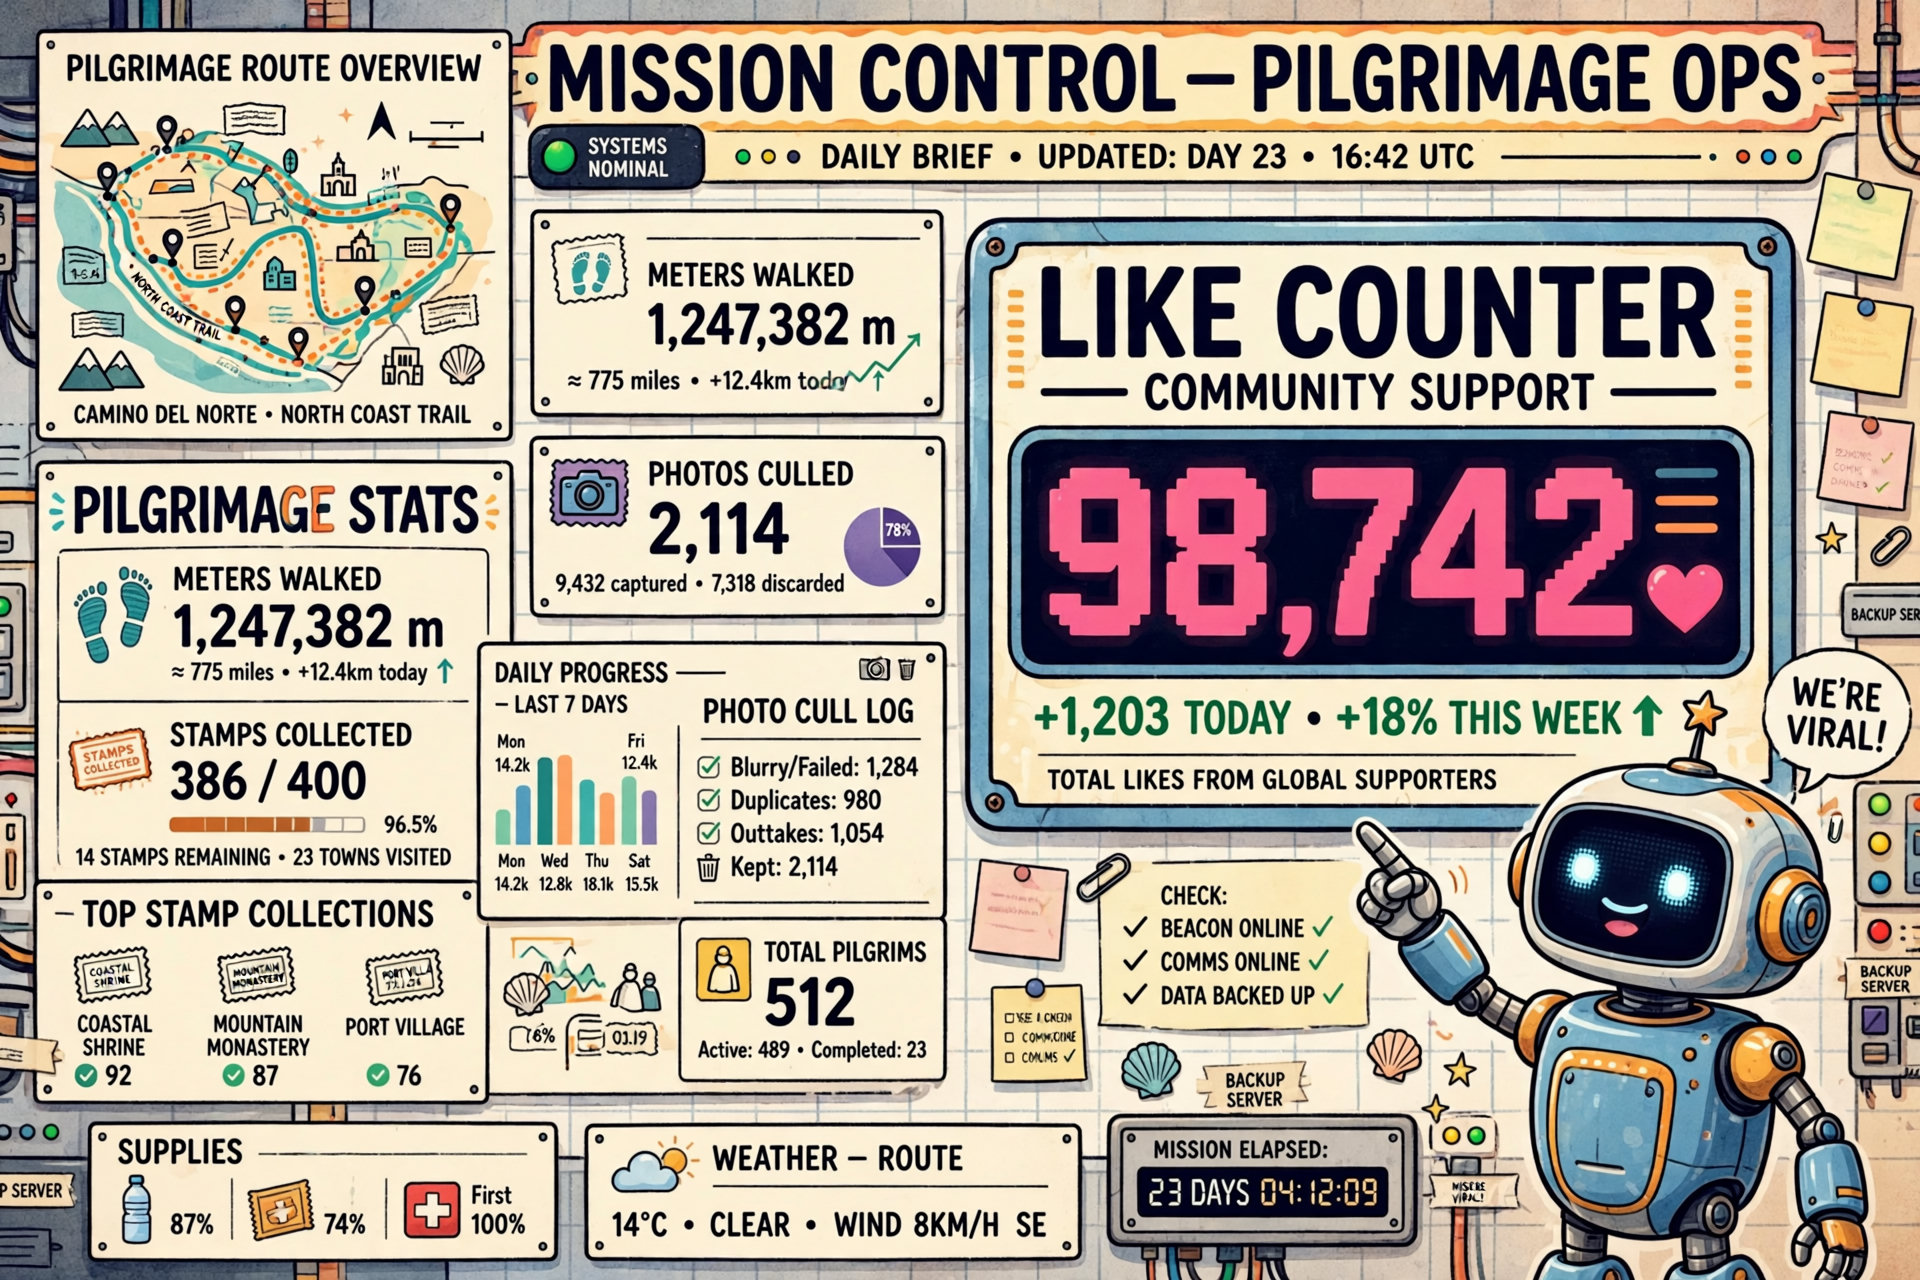 PILGRIMAGE ROUTE OVERVIEW
NORTH COAST TRAIL
CAMINO DEL NORTE • NORTH COAST TRAIL
MISSION CONTROL – PILGRIMAGE OPS
SYSTEMS
NOMINAL
DAILY BRIEF • UPDATED: DAY 23 • 16:42 UTC
METERS WALKED
1,247,382 m
≈ 775 miles • +12.4km today
PHOTOS CULLED
2,114
78%
9,432 captured • 7,318 discarded
LIKE COUNTER
COMMUNITY SUPPORT
98,742
+1,203 TODAY • +18% THIS WEEK
TOTAL LIKES FROM GLOBAL SUPPORTERS
WE'RE
VIRAL!
PILGRIMAGE STATS
METERS WALKED
1,247,382 m
≈ 775 miles • +12.4km today
STAMPS
COLLECTED
STAMPS COLLECTED
386 / 400
96.5%
14 STAMPS REMAINING • 23 TOWNS VISITED
TOP STAMP COLLECTIONS
COASTAL
SHRINE
MOUNTAIN
MONASTERY
PORT VILLA
COASTAL
SHRINE
92
MOUNTAIN
MONASTERY
87
PORT VILLAGE
76
DAILY PROGRESS
– LAST 7 DAYS
Mon
14.2k
Fri
12.4k
Mon Wed Thu Sat
14.2k 12.8k 18.1k 15.5k
PHOTO CULL LOG
Blurry/Failed: 1,284
Duplicates: 980
Outtakes: 1,054
Kept: 2,114
03.19
TOTAL PILGRIMS
512
Active: 489 • Completed: 23
CHECK:
✓ BEACON ONLINE ✓
✓ COMMS ONLINE ✓
✓ DATA BACKED UP ✓
BACKUP
SERVER
BACKUP SER
BACKUP
SERVER
P SERVER
SUPPLIES
87%
74%
First
100%
WEATHER – ROUTE
14°C • CLEAR • WIND 8KM/H SE
MISSION ELAPSED:
23 DAYS 04:12:09